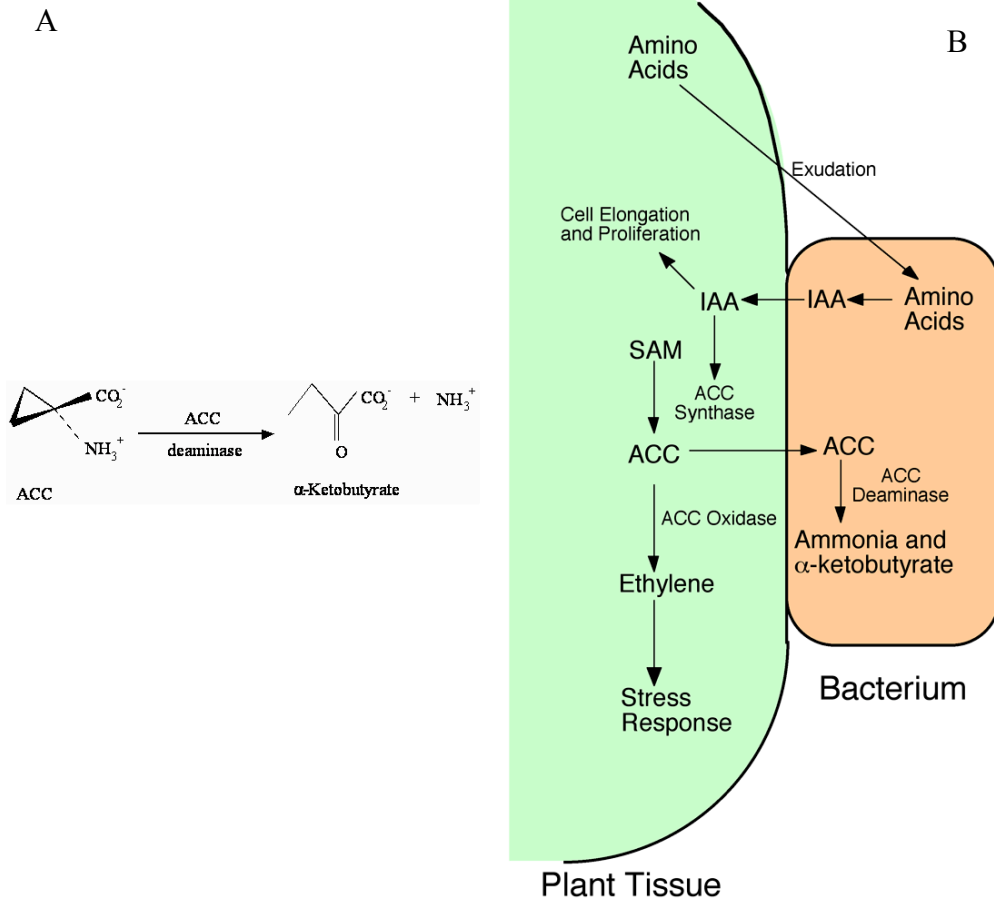 A
B
CO₂⁻
NH₃⁺
ACC
ACC
deaminase
CO₂⁻ + NH₃⁺
O
α-Ketobutyrate
Amino
Acids
Exudation
Cell Elongation
and Proliferation
IAA
IAA
Amino
Acids
SAM
ACC
Synthase
ACC
ACC
ACC
Deaminase
ACC Oxidase
Ammonia and
α-ketobutyrate
Ethylene
Stress
Response
Bacterium
Plant Tissue